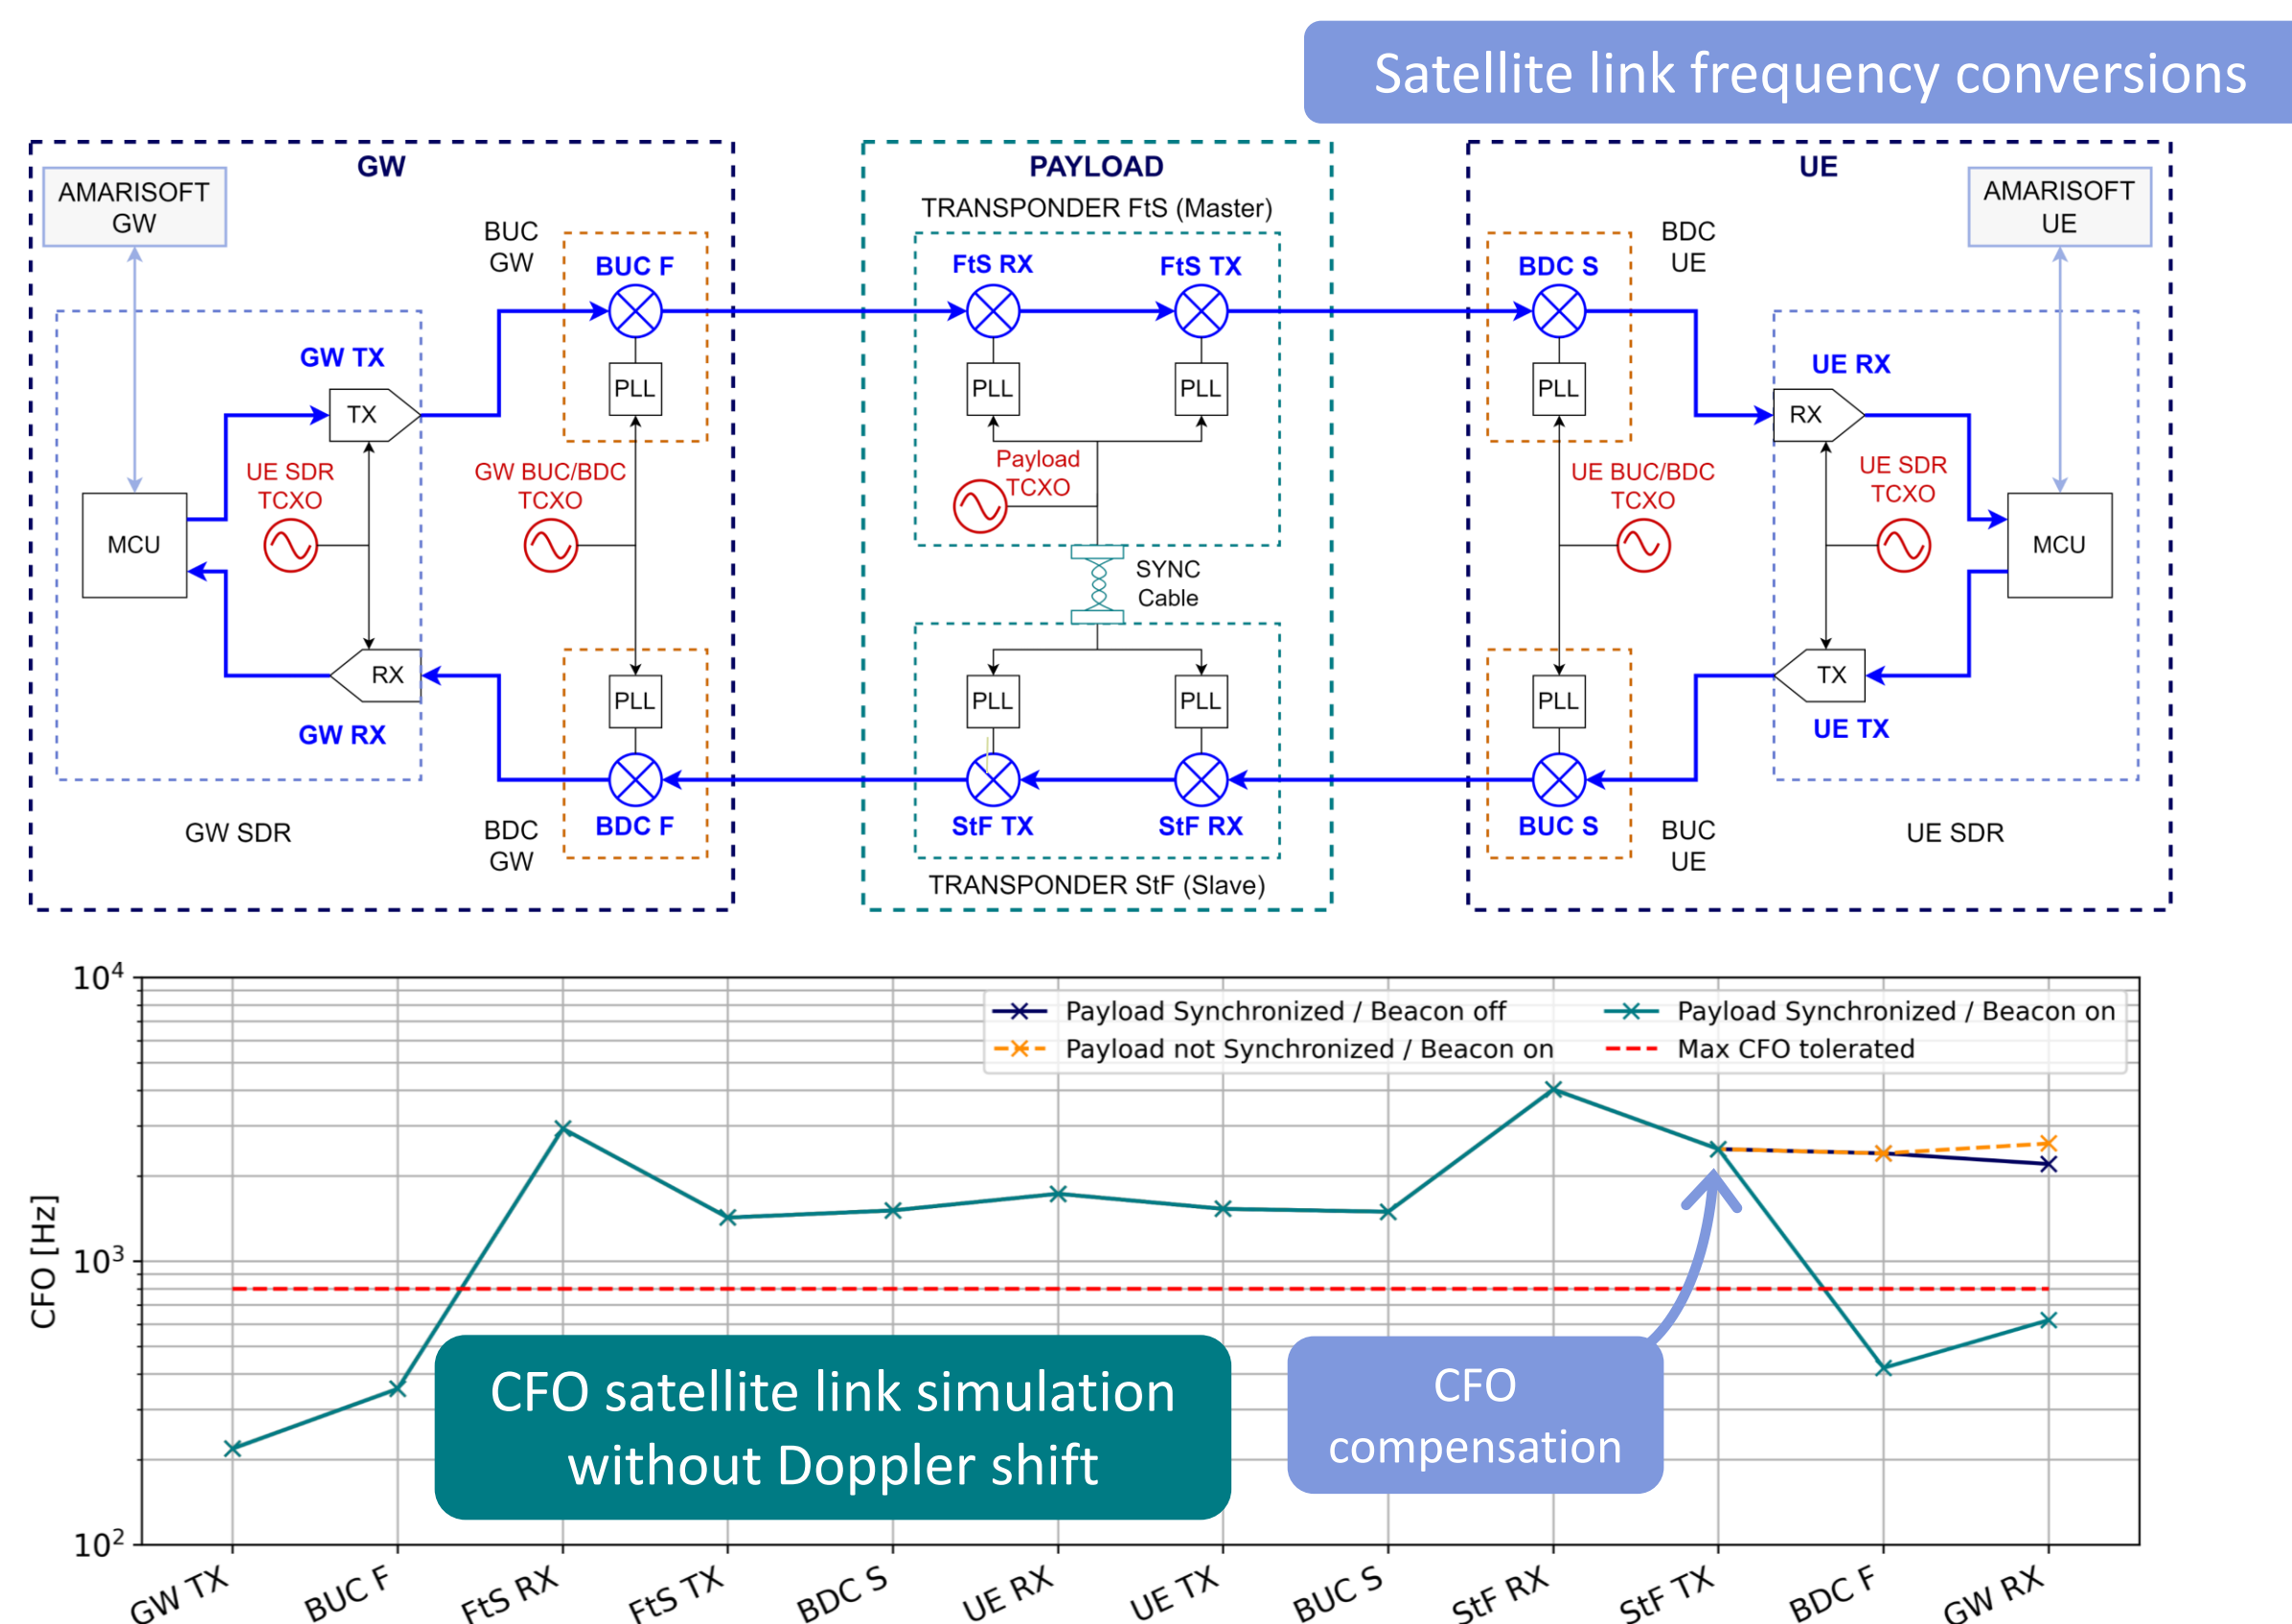 Satellite link frequency conversions
GW
PAYLOAD
UE
AMARISOFT
GW
TRANSPONDER FtS (Master)
AMARISOFT
UE
BUC
GW
BUC F
FtS RX
FtS TX
BDC S
BDC
UE
GW TX
UE RX
PLL
PLL
PLL
PLL
TX
RX
UE SDR
TCXO
GW BUC/BDC
TCXO
Payload
TCXO
UE BUC/BDC
TCXO
UE SDR
TCXO
MCU
MCU
SYNC
Cable
RX
PLL
PLL
PLL
PLL
TX
GW RX
UE TX
GW SDR
BDC
GW
BDC F
StF TX
StF RX
BUC S
BUC
UE
UE SDR
TRANSPONDER StF (Slave)
10⁴
Payload Synchronized / Beacon off
Payload Synchronized / Beacon on
Payload not Synchronized / Beacon on
Max CFO tolerated
CFO [Hz]
10³
CFO satellite link simulation
without Doppler shift
CFO
compensation
10²
GW TX
BUC F
FtS RX
FtS TX
BDC S
UE RX
UE TX
BUC S
StF RX
StF TX
BDC F
GW RX